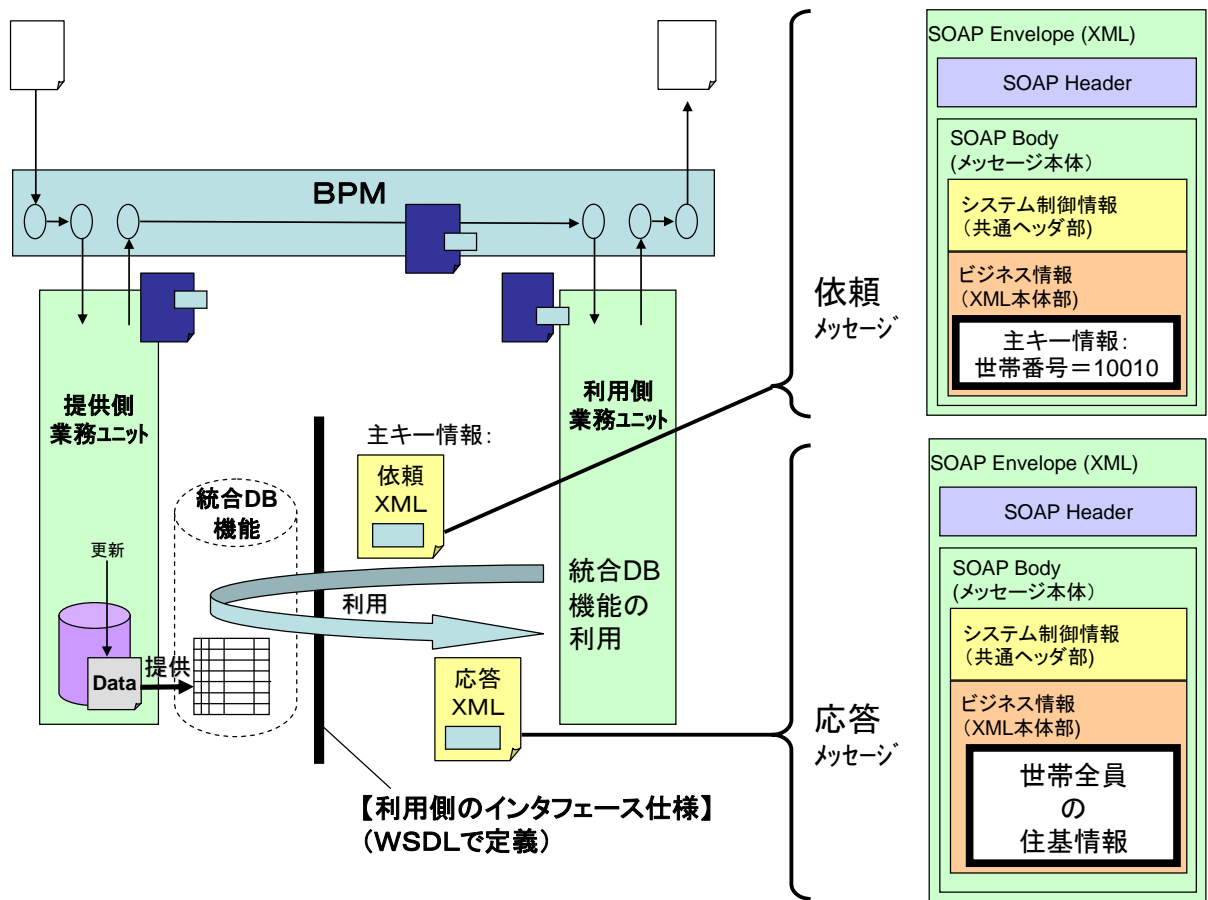 BPM
提供側
業務ユニット
利用側
業務ユニット
主キー情報:
依頼
XML
統合DB
機能
更新
Data
提供
利用
統合DB
機能の
利用
応答
XML
【利用側のインタフェース仕様】
(WSDLで定義)
依頼
メッセージ
SOAP Envelope (XML)
SOAP Header
SOAP Body
(メッセージ本体)
システム制御情報
(共通ヘッダ部)
ビジネス情報
(XML本体部)
主キー情報:
世帯番号=10010
応答
メッセージ
SOAP Envelope (XML)
SOAP Header
SOAP Body
(メッセージ本体)
システム制御情報
(共通ヘッダ部)
ビジネス情報
(XML本体部)
世帯全員
の
住基情報